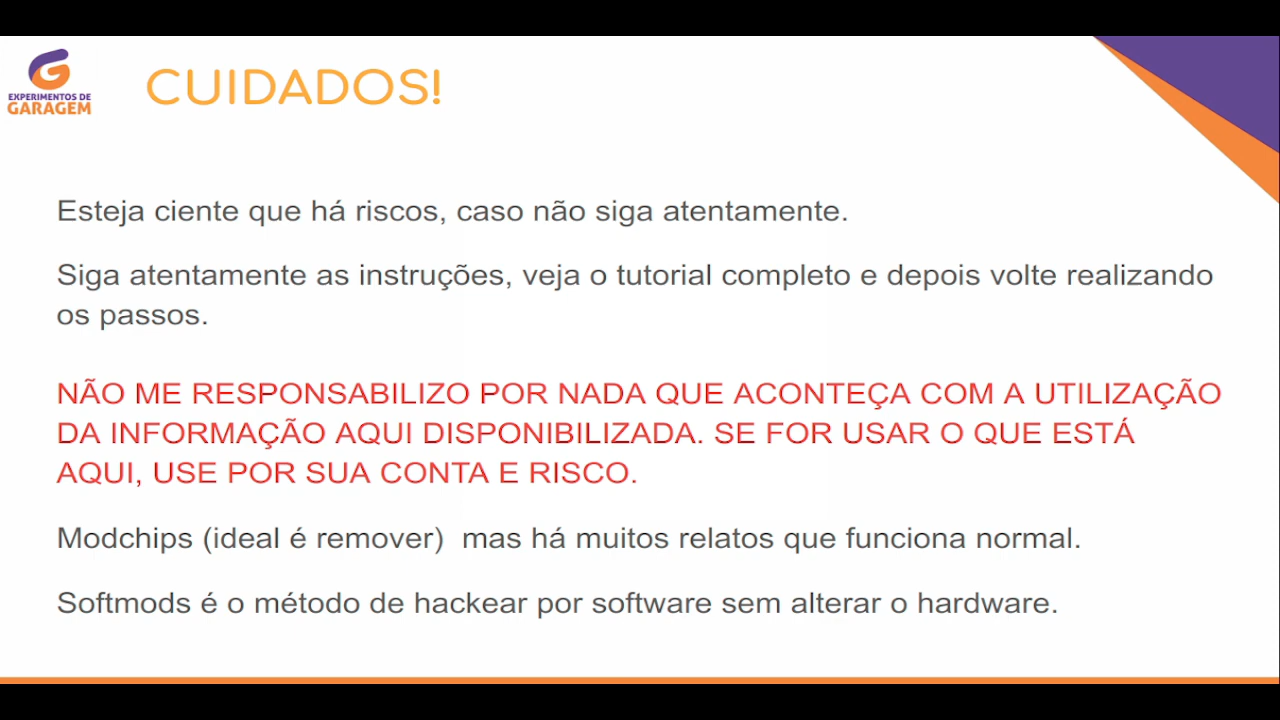 EXPERIMENTOS DE
GARAGEM
CUIDADOS!
Esteja ciente que há riscos, caso não siga atentamente.
Siga atentamente as instruções, veja o tutorial completo e depois volte realizando
os passos.
NÃO ME RESPONSABILIZO POR NADA QUE ACONTEÇA COM A UTILIZAÇÃO
DA INFORMAÇÃO AQUI DISPONIBILIZADA. SE FOR USAR O QUE ESTÁ
AQUI, USE POR SUA CONTA E RISCO.
Modchips (ideal é remover)  mas há muitos relatos que funciona normal.
Softmods é o método de hackear por software sem alterar o hardware.